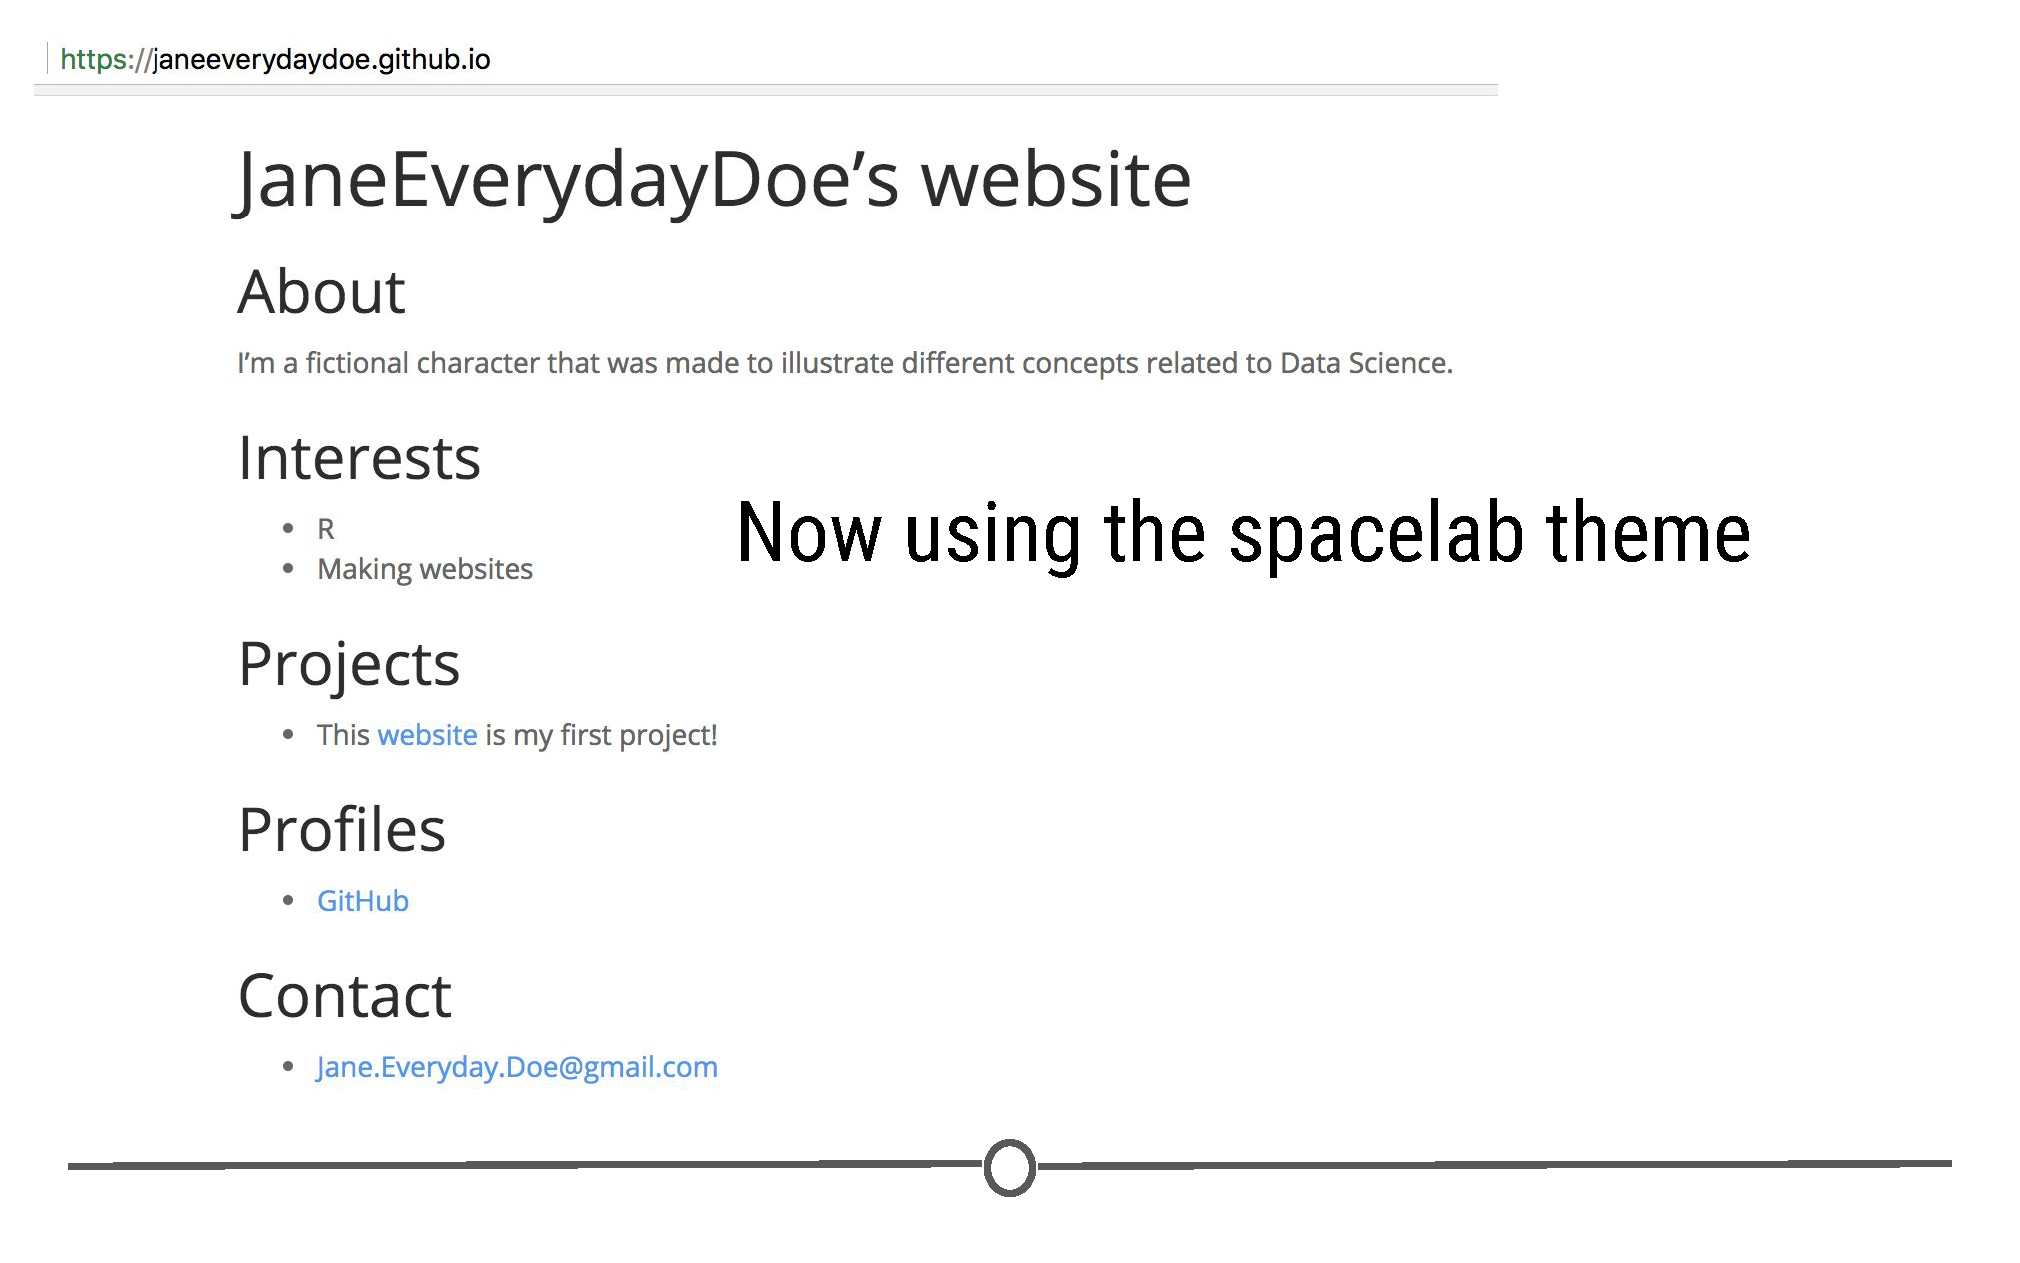 https://janeeverydaydoe.github.io
JaneEverydayDoe’s website
About
I’m a fictional character that was made to illustrate different concepts related to Data Science.
Interests
• R
• Making websites
Now using the spacelab theme
Projects
• This website is my first project!
Profiles
• GitHub
Contact
• Jane.Everyday.Doe@gmail.com